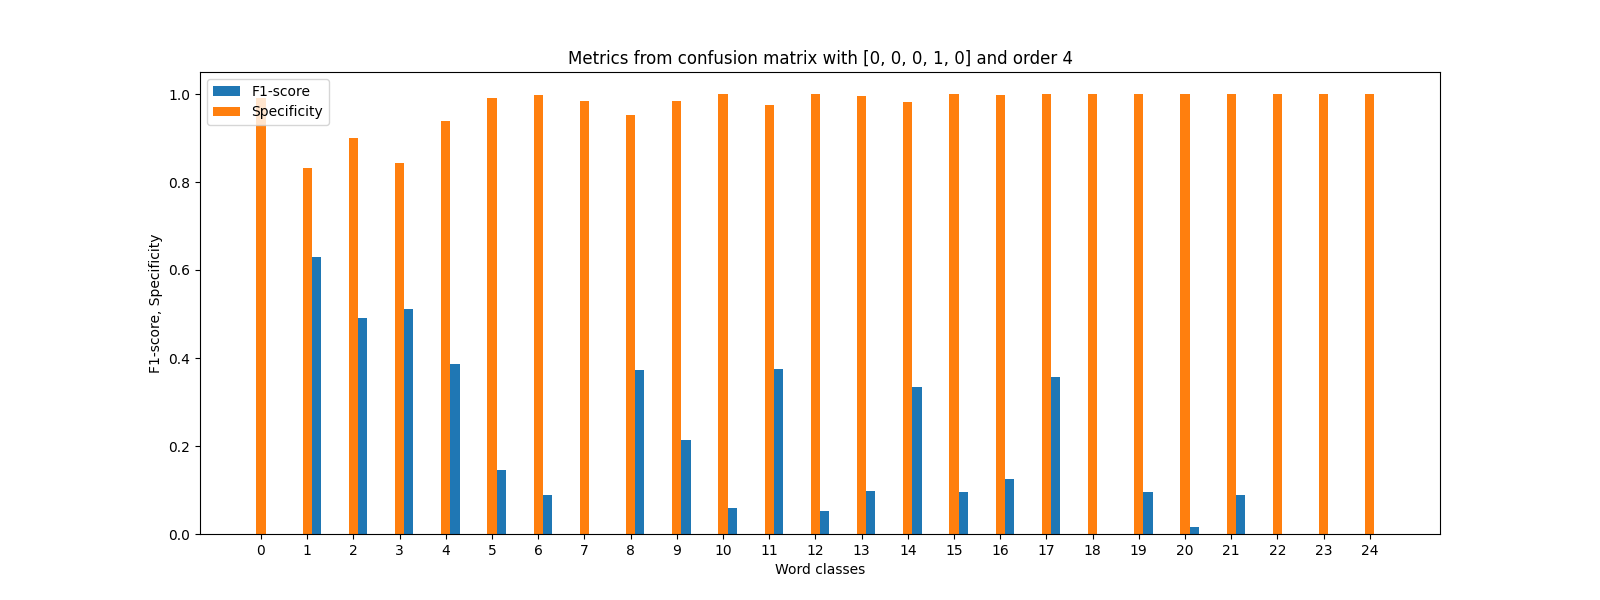 Metrics from confusion matrix with [0, 0, 0, 1, 0] and order 4
F1-score
Specificity
1.0
0.8
0.6
0.4
0.2
0.0
F1-score, Specificity
0 1 2 3 4 5 6 7 8 9 10 11 12 13 14 15 16 17 18 19 20 21 22 23 24
Word classes